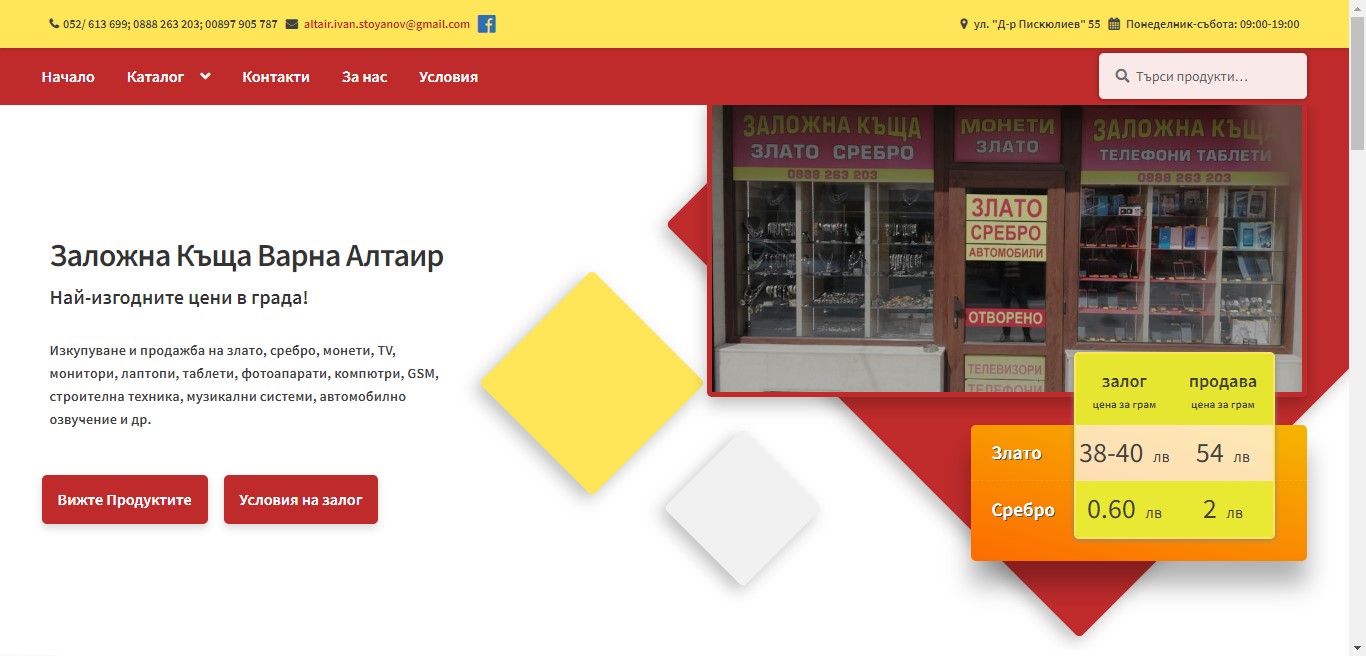 052/ 613 699; 0888 263 203; 00897 905 787 altair.ivan.stoyanov@gmail.com
ул. "Д-р Пискюлиев" 55 Понеделник-събота: 09:00-19:00
Начало Каталог Контакти За нас Условия
Търси продукти...
ЗАЛОЖНА КЪЩА
ЗЛАТО СРЕБРО
0888 263 203
МОНЕТИ
ЗЛАТО
ЗАЛОЖНА КЪЩА
ТЕЛЕФОНИ ТАБЛЕТИ
0888 263 203
ЗЛАТО
СРЕБРО
АВТОМОБИЛИ
ОТВОРЕНО
ТЕЛЕВИЗОРИ
ТЕЛЕФОНИ
Заложна Къща Варна Алтаир
Най-изгодните цени в града!
Изкупуване и продажба на злато, сребро, монети, TV,
монитори, лаптопи, таблети, фотоапарати, компютри, GSM,
строителна техника, музикални системи, автомобилно
озвучение и др.
Вижте Продуктите Условия на залог
залог продава
цена за грам цена за грам
Злато 38-40 лв 54 лв
Сребро 0.60 лв 2 лв